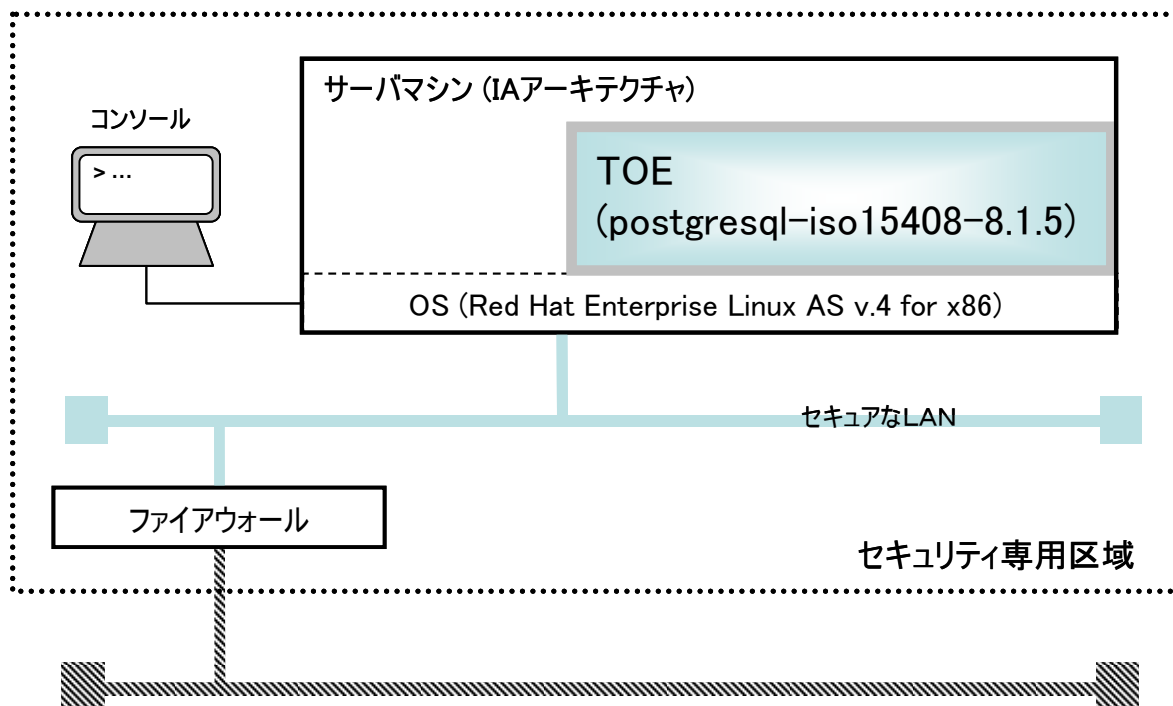 サーバマシン (IAアーキテクチャ)
コンソール
> ...
TOE
(postgresql-iso15408-8.1.5)
OS (Red Hat Enterprise Linux AS v.4 for x86)
セキュアなLAN
ファイアウォール
セキュリティ専用区域